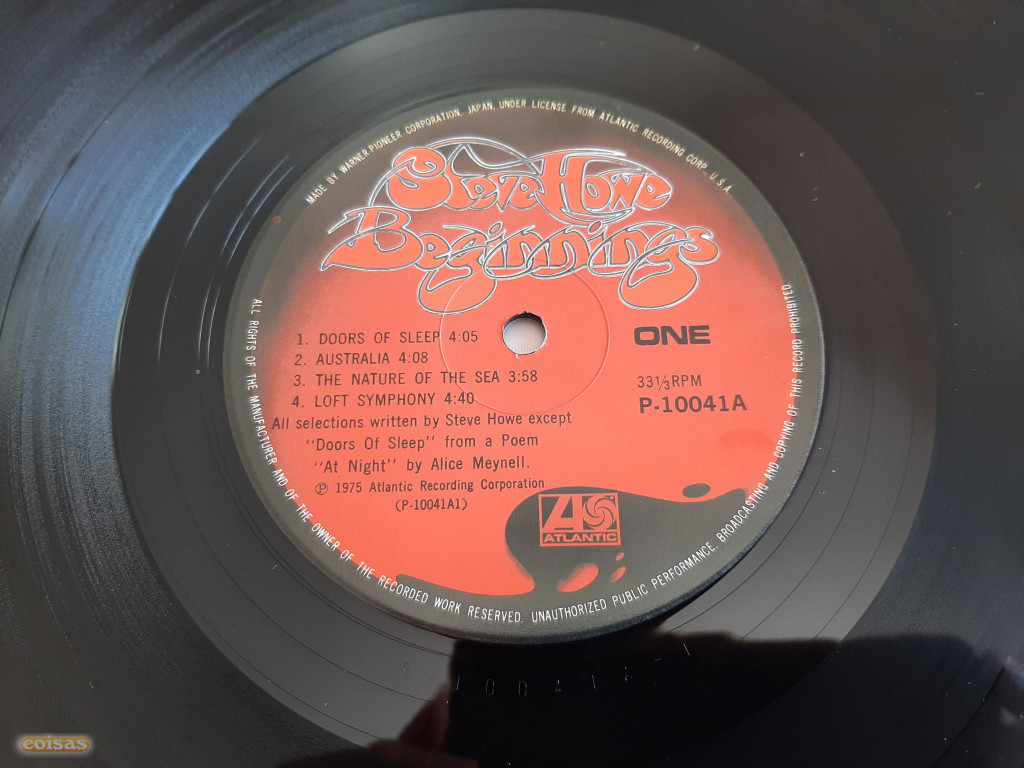 MADE BY WARNER-PIONEER CORPORATION, JAPAN, UNDER LICENSE FROM ATLANTIC RECORDING CORP., U.S.A.
Steve Howe
Beginnings
1. DOORS OF SLEEP 4:05
2. AUSTRALIA 4:08
3. THE NATURE OF THE SEA 3:58
4. LOFT SYMPHONY 4:40
All selections written by Steve Howe except
"Doors Of Sleep" from a Poem
"At Night" by Alice Meynell.
℗ 1975 Atlantic Recording Corporation
(P-10041A1)
ONE
33 1/3 RPM
P-10041A
ATLANTIC
ALL RIGHTS OF THE MANUFACTURER AND OF THE OWNER OF THE RECORDED WORK RESERVED. UNAUTHORIZED PUBLIC PERFORMANCE, BROADCASTING AND COPYING OF THIS RECORD PROHIBITED
coisas